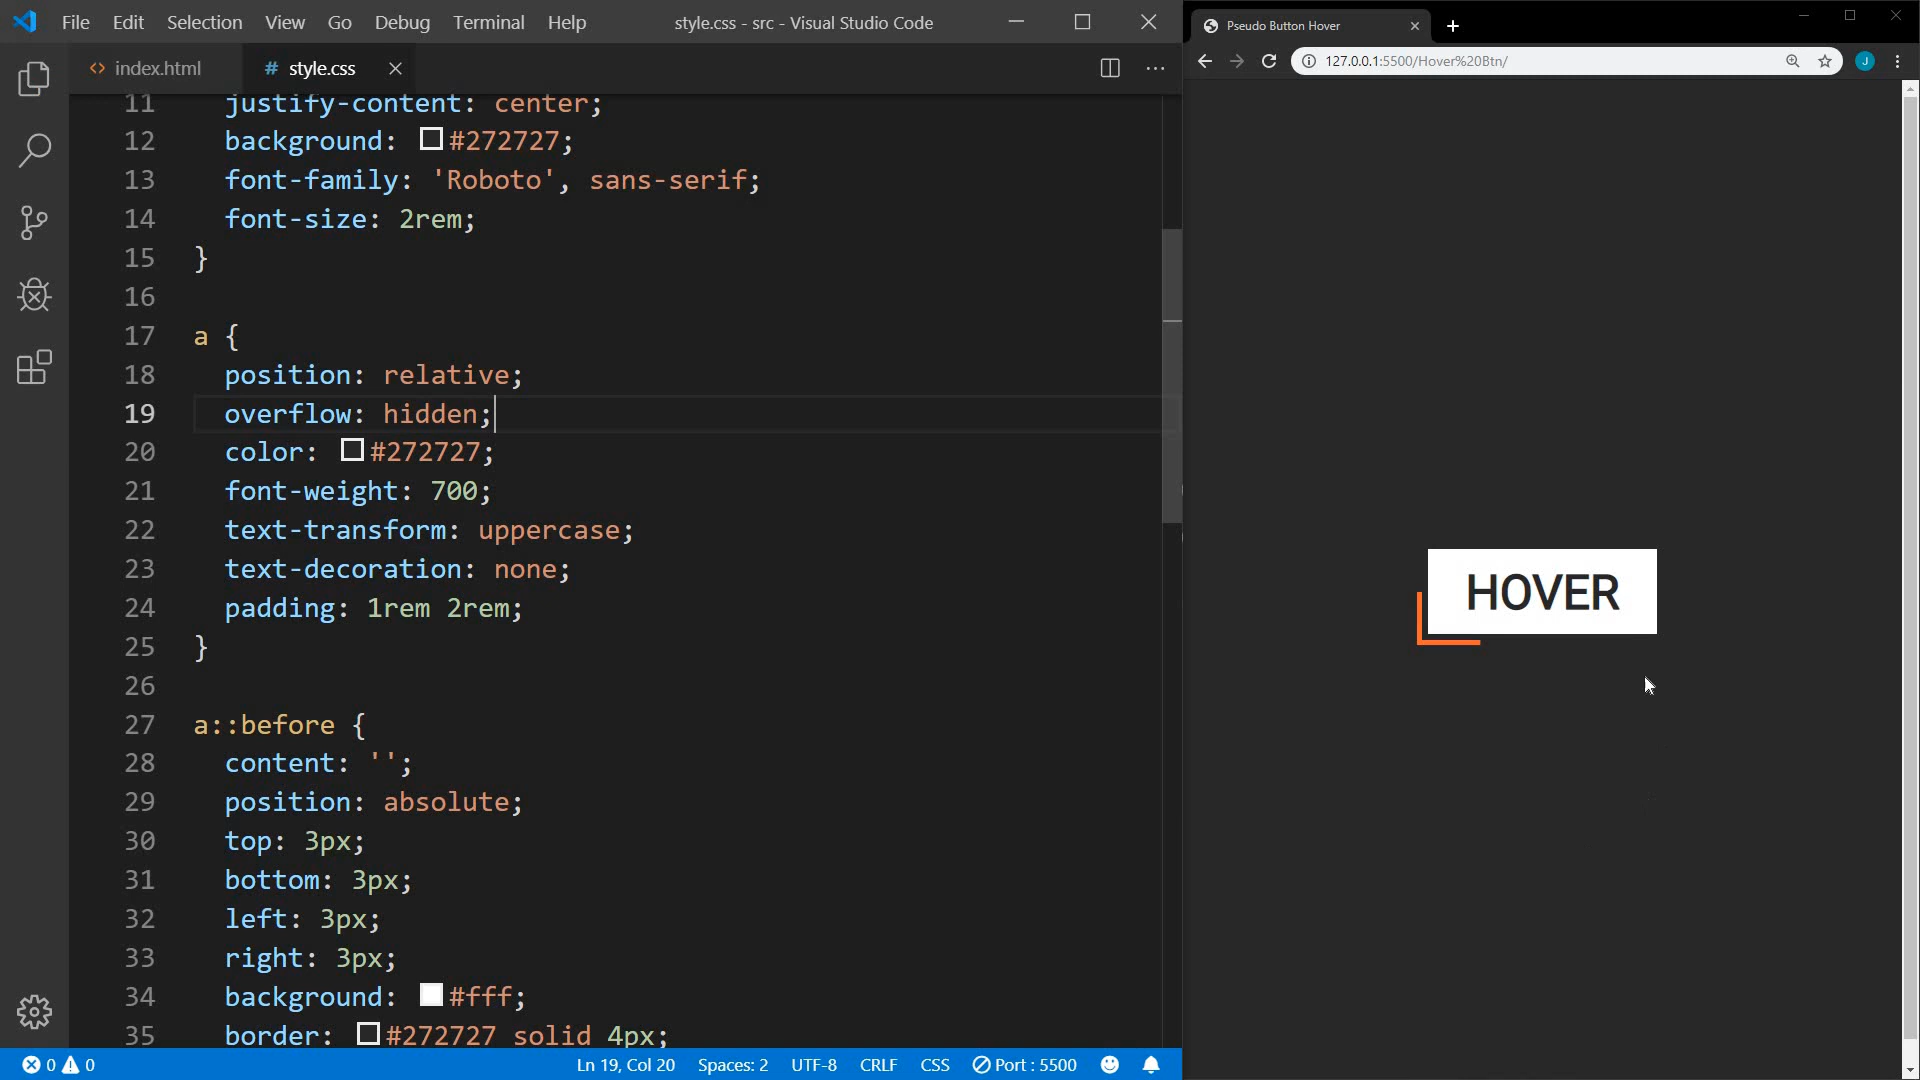 File Edit Selection View Go Debug Terminal Help style.css - src - Visual Studio Code
<> index.html # style.css
11 justify-content: center;
12 background: #272727;
13 font-family: 'Roboto', sans-serif;
14 font-size: 2rem;
15 }
16
17 a {
18 position: relative;
19 overflow: hidden;
20 color: #272727;
21 font-weight: 700;
22 text-transform: uppercase;
23 text-decoration: none;
24 padding: 1rem 2rem;
25 }
26
27 a::before {
28 content: '';
29 position: absolute;
30 top: 3px;
31 bottom: 3px;
32 left: 3px;
33 right: 3px;
34 background: #fff;
35 border: #272727 solid 4px;
0 0 Ln 19, Col 20 Spaces: 2 UTF-8 CRLF CSS Port : 5500
Pseudo Button Hover
127.0.0.1:5500/Hover%20Btn/ J
HOVER